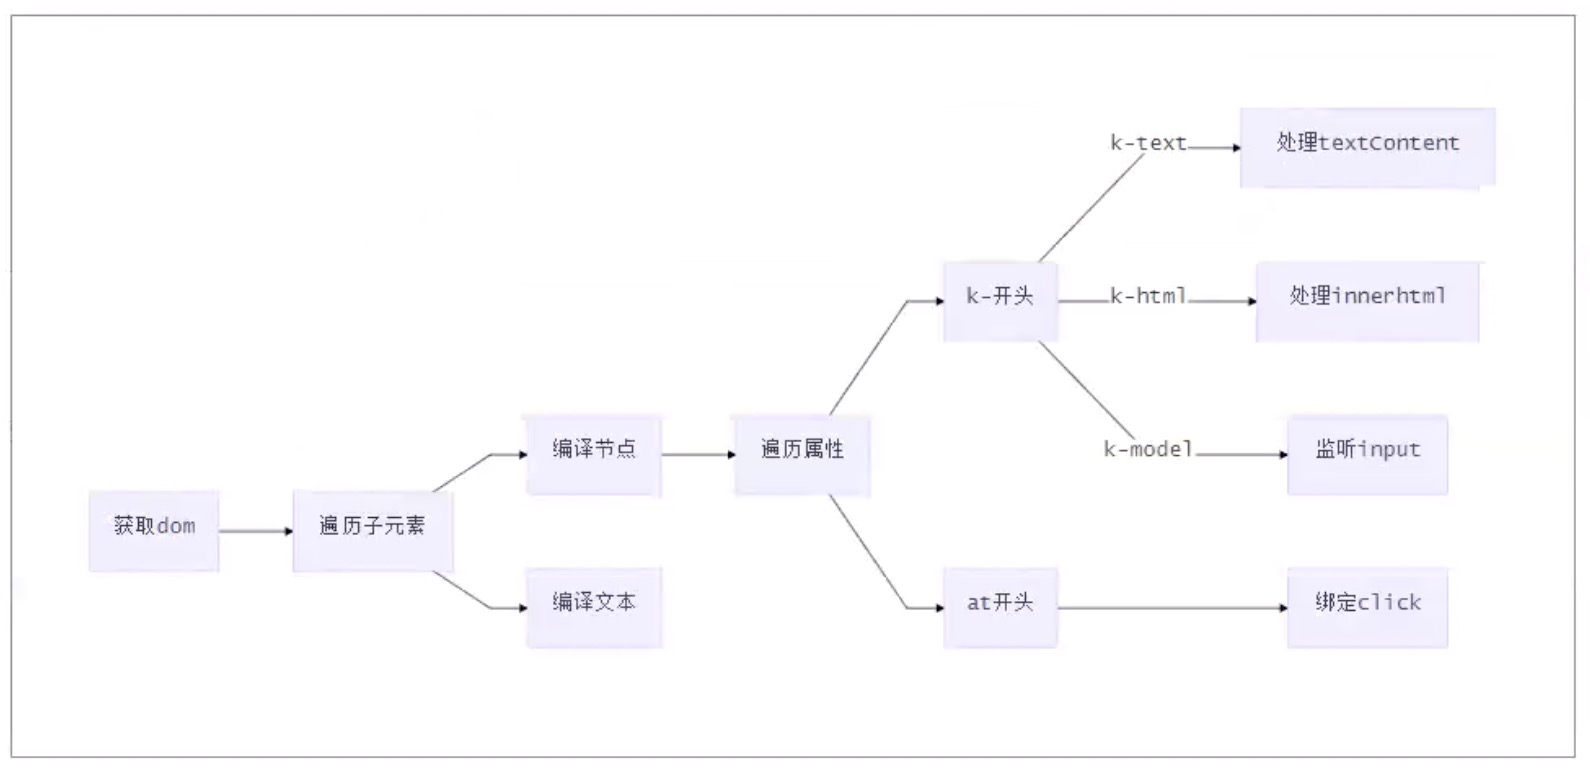 k-text
处理textContent
k-开头
k-html
处理innerhtml
编译节点
遍历属性
k-model
监听input
获取dom
遍历子元素
编译文本
at开头
绑定click